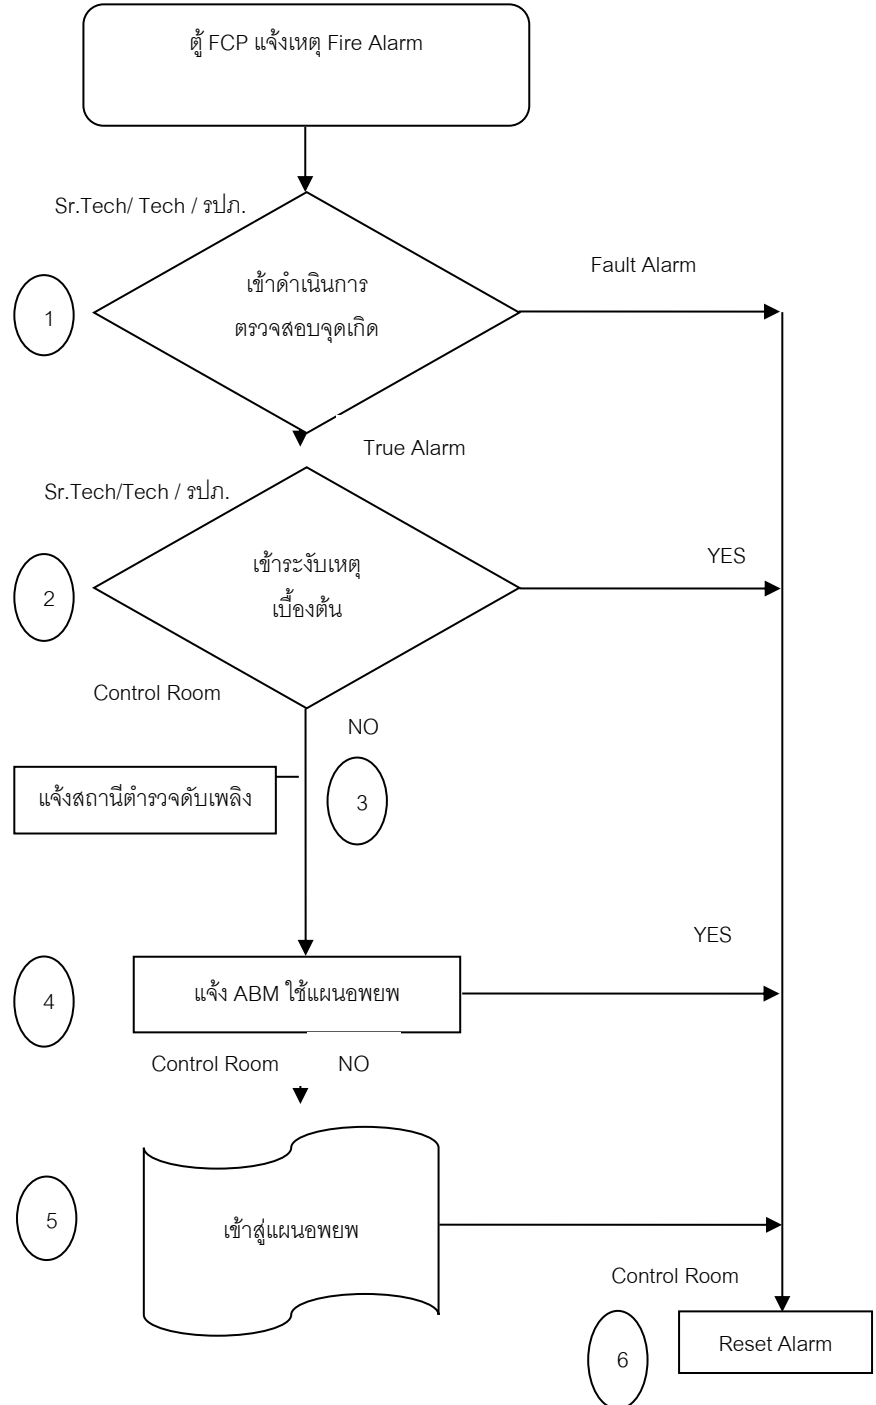 ตู้ FCP แจ้งเหตุ Fire Alarm
Sr.Tech/ Tech / รปภ.
Fault Alarm
1
เข้าดำเนินการ
ตรวจสอบจุดเกิด
True Alarm
Sr.Tech/Tech / รปภ.
YES
2
เข้าระงับเหตุ
เบื้องต้น
Control Room
NO
แจ้งสถานีตำรวจดับเพลิง
3
YES
4
แจ้ง ABM ใช้แผนอพยพ
Control Room
NO
5
เข้าสู่แผนอพยพ
Control Room
Reset Alarm
6